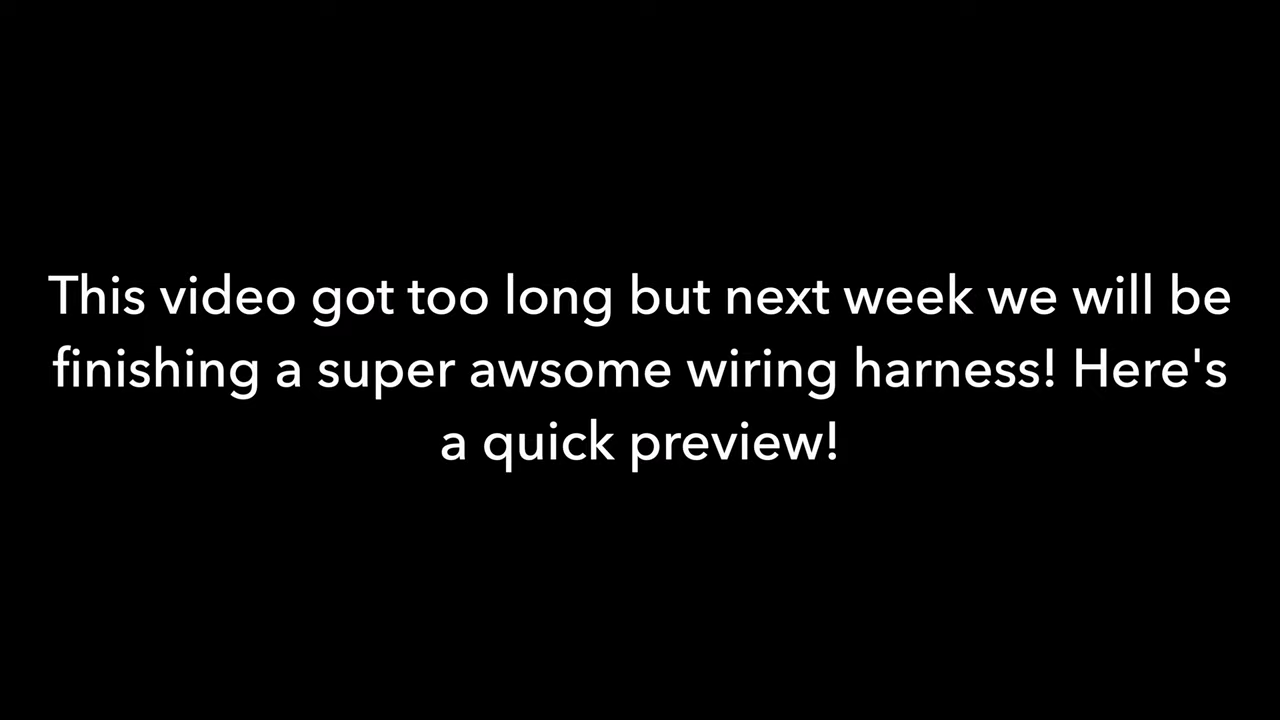 This video got too long but next week we will be
finishing a super awsome wiring harness! Here's
a quick preview!